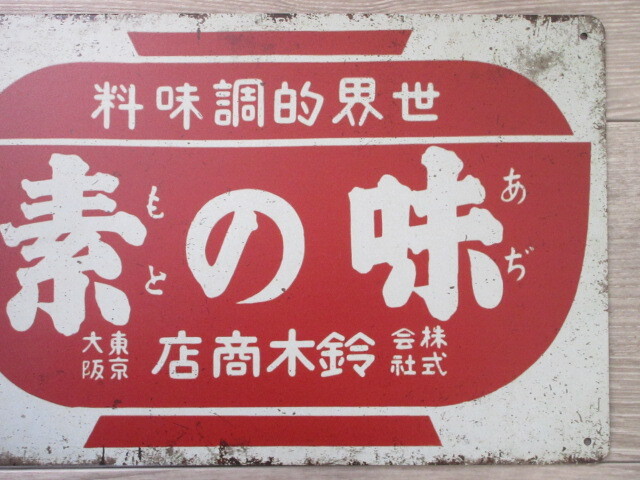 世界的調味料
味の素
あぢ
もと
株式会社鈴木商店
東京
大阪